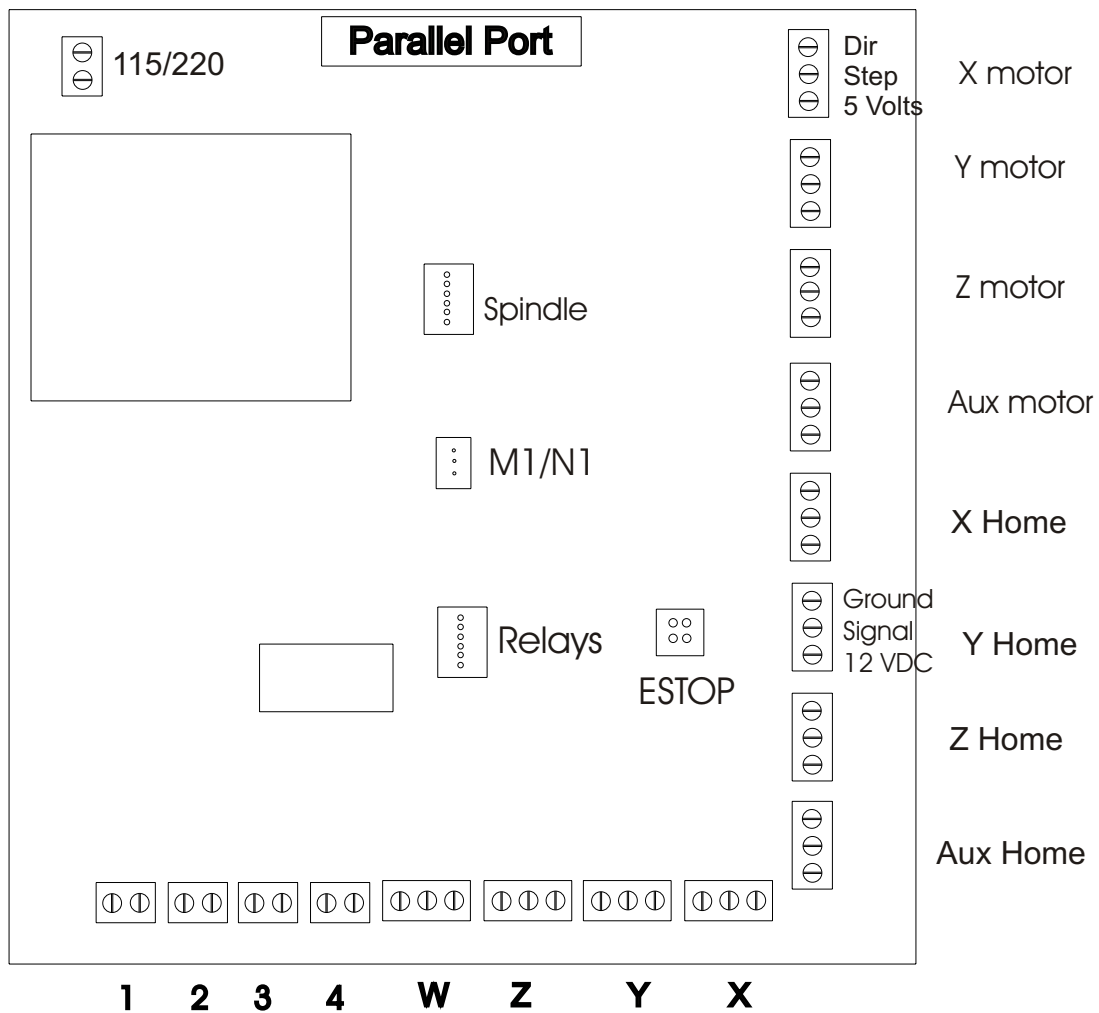 Parallel Port
115/220
Dir
Step
5 Volts
X motor
Y motor
Z motor
Spindle
Aux motor
M1/N1
X Home
Ground
Signal
12 VDC
Y Home
Relays
ESTOP
Z Home
Aux Home
1 2 3 4 W Z Y X